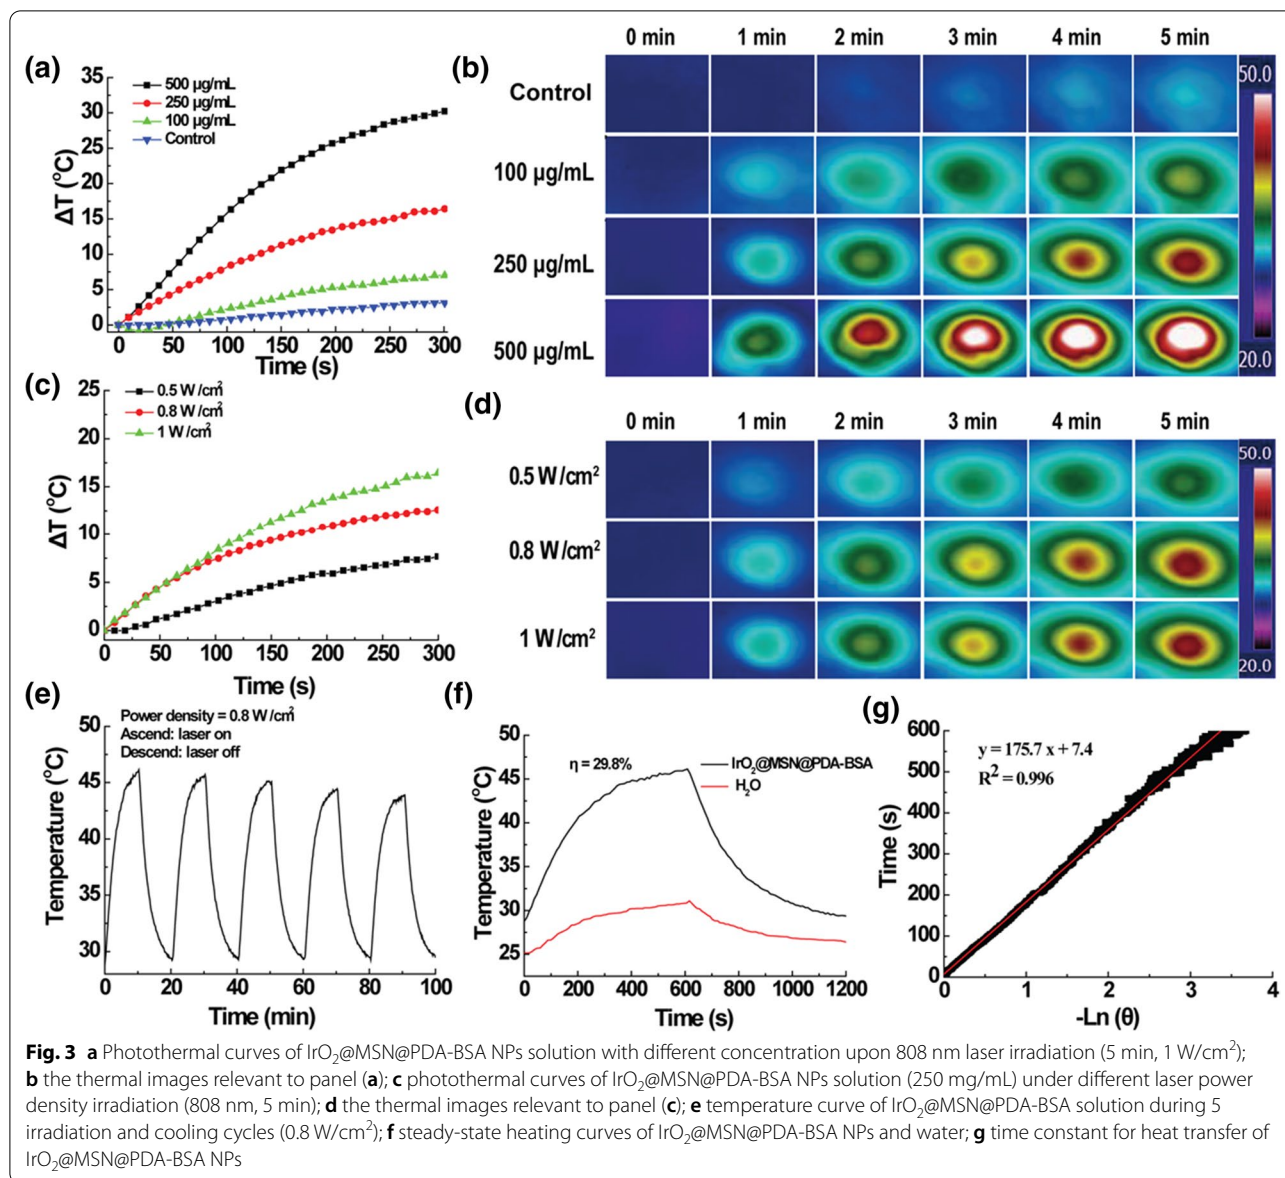 (a)
35
30
25
20
15
10
5
0
ΔT (°C)
500 µg/mL
250 µg/mL
100 µg/mL
Control
0 50 100 150 200 250 300
Time (s)
(b)
0 min 1 min 2 min 3 min 4 min 5 min
Control
100 µg/mL
250 µg/mL
500 µg/mL
50.0
20.0
(c)
25
20
15
10
5
0
ΔT (°C)
0.5 W/cm²
0.8 W/cm²
1 W/cm²
0 50 100 150 200 250 300
Time (s)
(d)
0 min 1 min 2 min 3 min 4 min 5 min
0.5 W/cm²
0.8 W/cm²
1 W/cm²
50.0
20.0
(e)
50
45
40
35
30
Temperature (°C)
Power density = 0.8 W/cm²
Ascend: laser on
Descend: laser off
0 20 40 60 80 100
Time (min)
(f)
50
45
40
35
30
25
Temperature (°C)
η = 29.8%
IrO₂@MSN@PDA-BSA
H₂O
0 200 400 600 800 1000 1200
Time (s)
(g)
600
500
400
300
200
100
0
Time (s)
y = 175.7 x + 7.4
R² = 0.996
0 1 2 3 4
-Ln (θ)
Fig. 3 a Photothermal curves of IrO₂@MSN@PDA-BSA NPs solution with different concentration upon 808 nm laser irradiation (5 min, 1 W/cm²);
b the thermal images relevant to panel (a); c photothermal curves of IrO₂@MSN@PDA-BSA NPs solution (250 mg/mL) under different laser power
density irradiation (808 nm, 5 min); d the thermal images relevant to panel (c); e temperature curve of IrO₂@MSN@PDA-BSA solution during 5
irradiation and cooling cycles (0.8 W/cm²); f steady-state heating curves of IrO₂@MSN@PDA-BSA NPs and water; g time constant for heat transfer of
IrO₂@MSN@PDA-BSA NPs